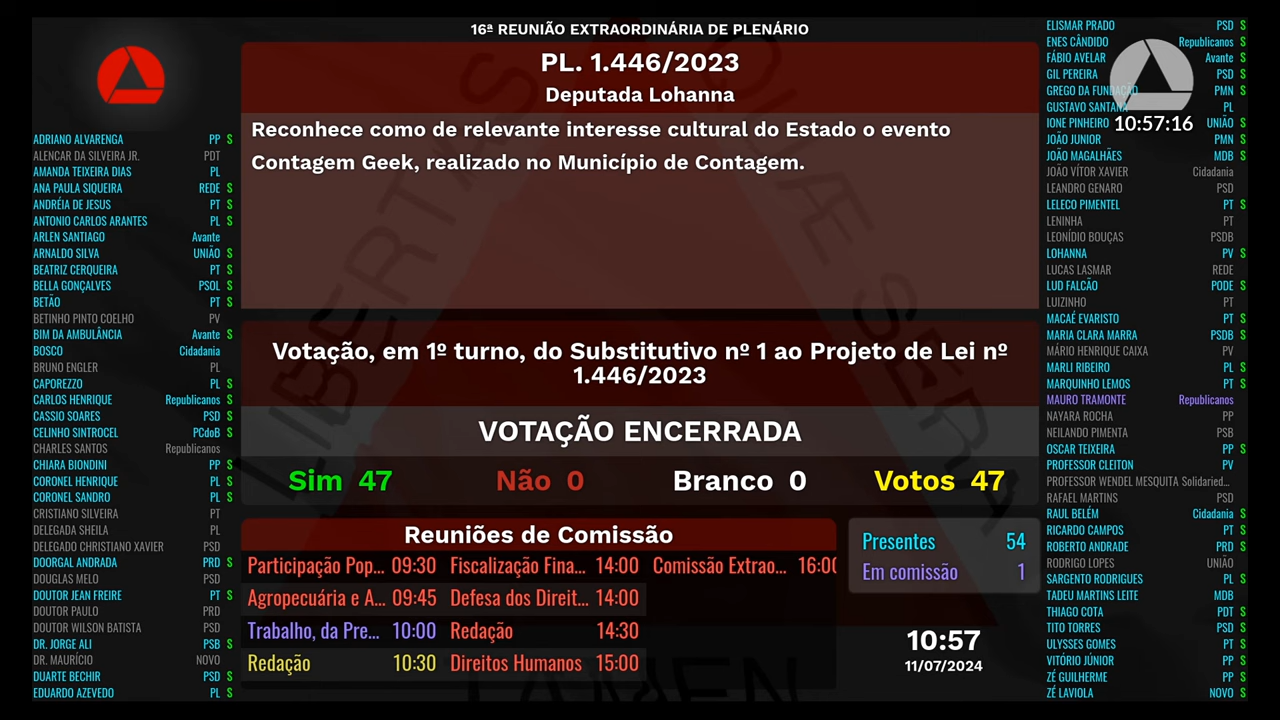 16ª REUNIÃO EXTRAORDINÁRIA DE PLENÁRIO
PL. 1.446/2023
Deputada Lohanna
Reconhece como de relevante interesse cultural do Estado o evento
Contagem Geek, realizado no Município de Contagem.
Votação, em 1º turno, do Substitutivo nº 1 ao Projeto de Lei nº
1.446/2023
VOTAÇÃO ENCERRADA
Sim 47 Não 0 Branco 0 Votos 47
Reuniões de Comissão
Participação Pop... 09:30 Fiscalização Fina... 14:00 Comissão Extrao... 16:00
Agropecuária e A... 09:45 Defesa dos Direit... 14:00
Trabalho, da Pre... 10:00 Redação 14:30
Redação 10:30 Direitos Humanos 15:00
Presentes 54
Em comissão 1
10:57
11/07/2024
ADRIANO ALVARENGA PP S
ALENCAR DA SILVEIRA JR. PDT
AMANDA TEIXEIRA DIAS PL
ANA PAULA SIQUEIRA REDE S
ANDRÉIA DE JESUS PT S
ANTONIO CARLOS ARANTES PL S
ARLEN SANTIAGO Avante
ARNALDO SILVA UNIÃO S
BEATRIZ CERQUEIRA PT S
BELLA GONÇALVES PSOL S
BETÃO PT S
BETINHO PINTO COELHO PV
BIM DA AMBULÂNCIA Avante S
BOSCO Cidadania
BRUNO ENGLER PL
CAPOREZZO PL S
CARLOS HENRIQUE Republicanos S
CASSIO SOARES PSD S
CELINHO SINTROCEL PCdoB S
CHARLES SANTOS Republicanos
CHIARA BIONDINI PP S
CORONEL HENRIQUE PL S
CORONEL SANDRO PL S
CRISTIANO SILVEIRA PT
DELEGADA SHEILA PL
DELEGADO CHRISTIANO XAVIER PSD
DOORGAL ANDRADA PRD S
DOUGLAS MELO PSD
DOUTOR JEAN FREIRE PT S
DOUTOR PAULO PRD
DOUTOR WILSON BATISTA PSD
DR. JORGE ALI PSB S
DR. MAURÍCIO NOVO
DUARTE BECHIR PSD S
EDUARDO AZEVEDO PL S
ELISMAR PRADO PSD S
ENES CÂNDIDO Republicanos S
FÁBIO AVELAR Avante S
GIL PEREIRA PSD S
GREGO DA FUNDAÇÃO PMN S
GUSTAVO SANTANA PL
IONE PINHEIRO UNIÃO S
10:57:16
JOÃO JUNIOR PMN S
JOÃO MAGALHÃES MDB S
JOÃO VÍTOR XAVIER Cidadania
LEANDRO GENARO PSD
LELECO PIMENTEL PT S
LENINHA PT
LEONÍDIO BOUÇAS PSDB
LOHANNA PV S
LUCAS LASMAR REDE
LUD FALCÃO PODE S
LUIZINHO PT
MACAÉ EVARISTO PT S
MARIA CLARA MARRA PSDB S
MÁRIO HENRIQUE CAIXA PV
MARLI RIBEIRO PL S
MARQUINHO LEMOS PT S
MAURO TRAMONTE Republicanos
NAYARA ROCHA PP
NEILANDO PIMENTA PSB
OSCAR TEIXEIRA PP S
PROFESSOR CLEITON PV
PROFESSOR WENDEL MESQUITA Solidaried...
RAFAEL MARTINS PSD
RAUL BELÉM Cidadania S
RICARDO CAMPOS PT S
ROBERTO ANDRADE PRD S
RODRIGO LOPES UNIÃO
SARGENTO RODRIGUES PL S
TADEU MARTINS LEITE MDB
THIAGO COTA PDT S
TITO TORRES PSD S
ULYSSES GOMES PT S
VITÓRIO JÚNIOR PP S
ZÉ GUILHERME PP S
ZÉ LAVIOLA NOVO S